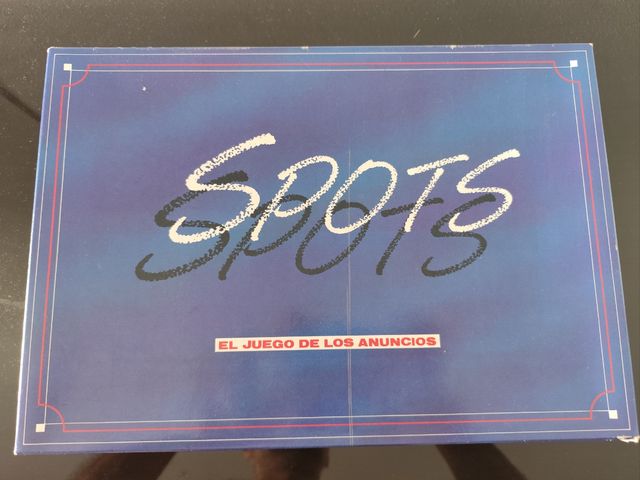 SPOTS
EL JUEGO DE LOS ANUNCIOS